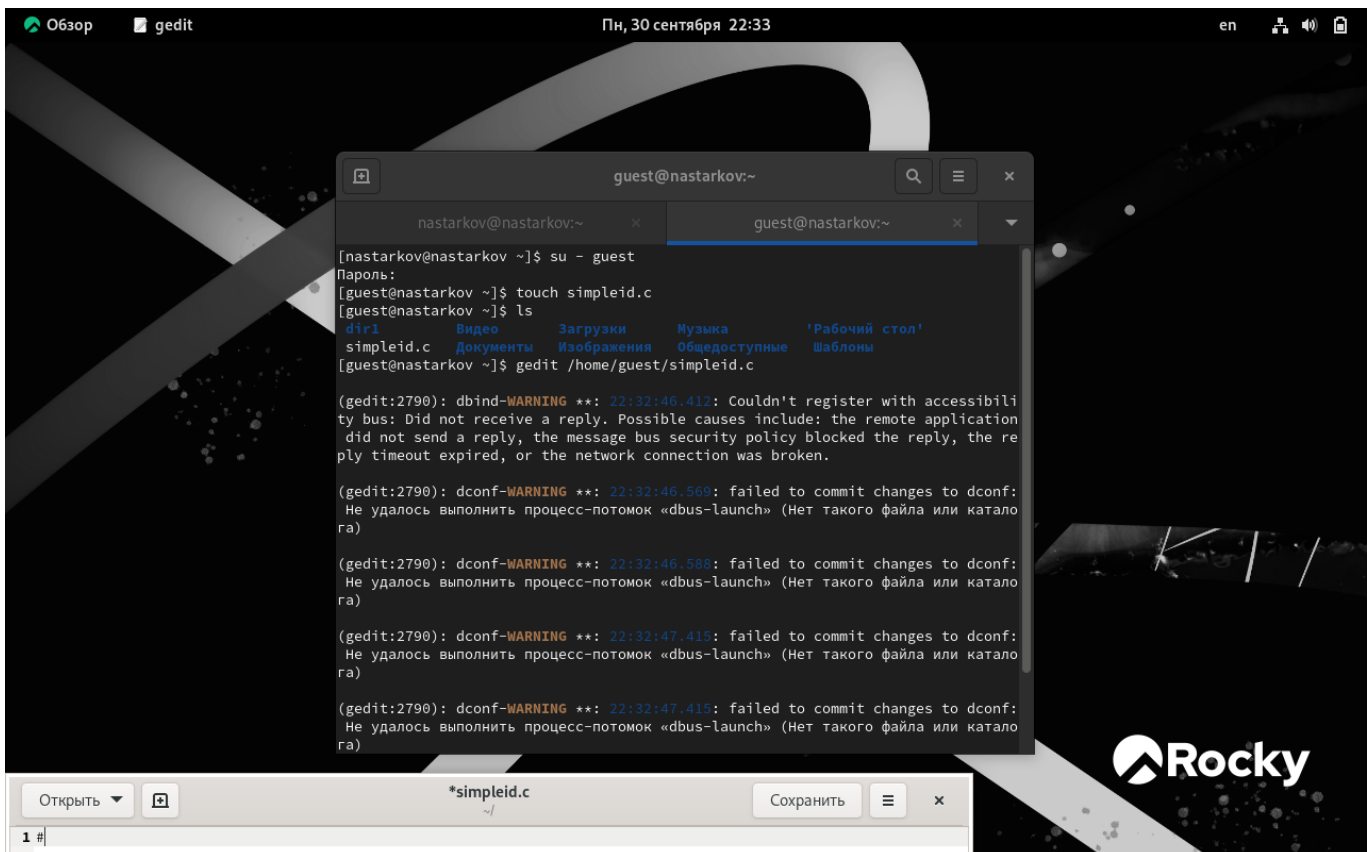 Обзор gedit Пн, 30 сентября 22:33 en
guest@nastarkov:~
nastarkov@nastarkov:~ × guest@nastarkov:~ ×
[nastarkov@nastarkov ~]$ su - guest
Пароль:
[guest@nastarkov ~]$ touch simpleid.c
[guest@nastarkov ~]$ ls
dir1 Видео Загрузки Музыка 'Рабочий стол'
simpleid.c Документы Изображения Общедоступные Шаблоны
[guest@nastarkov ~]$ gedit /home/guest/simpleid.c
(gedit:2790): dbind-WARNING **: 22:32:46.412: Couldn't register with accessibili
ty bus: Did not receive a reply. Possible causes include: the remote application
did not send a reply, the message bus security policy blocked the reply, the re
ply timeout expired, or the network connection was broken.
(gedit:2790): dconf-WARNING **: 22:32:46.569: failed to commit changes to dconf:
Не удалось выполнить процесс-потомок «dbus-launch» (Нет такого файла или катало
га)
(gedit:2790): dconf-WARNING **: 22:32:46.588: failed to commit changes to dconf:
Не удалось выполнить процесс-потомок «dbus-launch» (Нет такого файла или катало
га)
(gedit:2790): dconf-WARNING **: 22:32:47.415: failed to commit changes to dconf:
Не удалось выполнить процесс-потомок «dbus-launch» (Нет такого файла или катало
га)
(gedit:2790): dconf-WARNING **: 22:32:47.415: failed to commit changes to dconf:
Не удалось выполнить процесс-потомок «dbus-launch» (Нет такого файла или катало
га)
Rocky
Открыть *simpleid.c Сохранить
~/
1 #